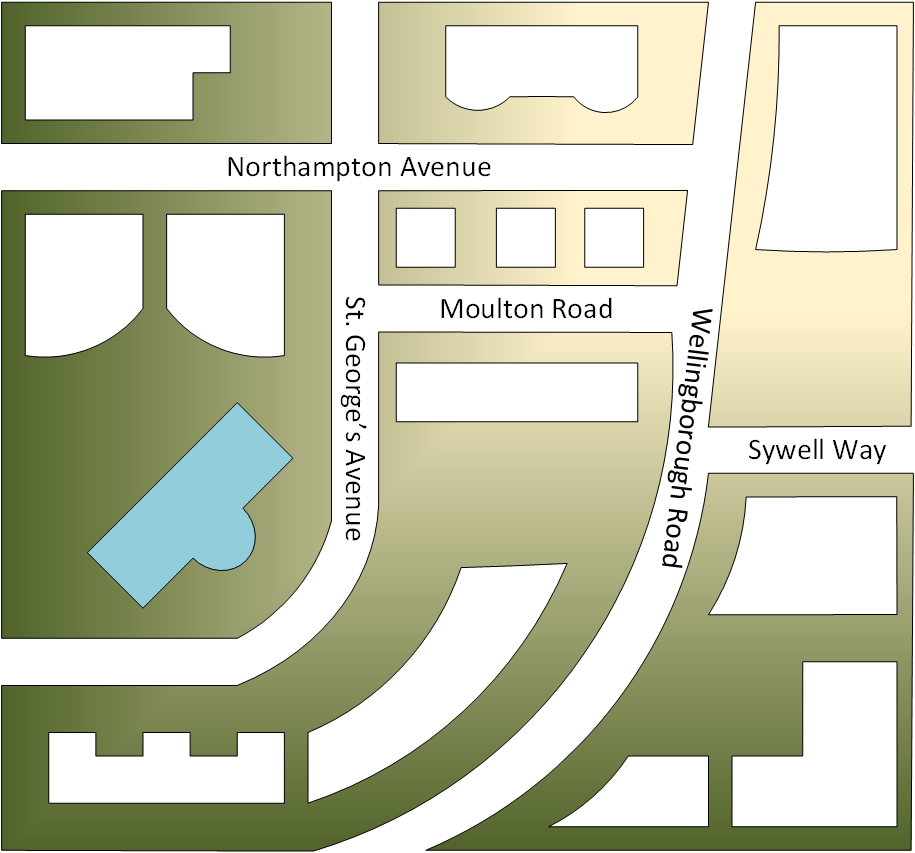 Northampton Avenue
Moulton Road
St. George's Avenue
Wellingborough Road
Sywell Way